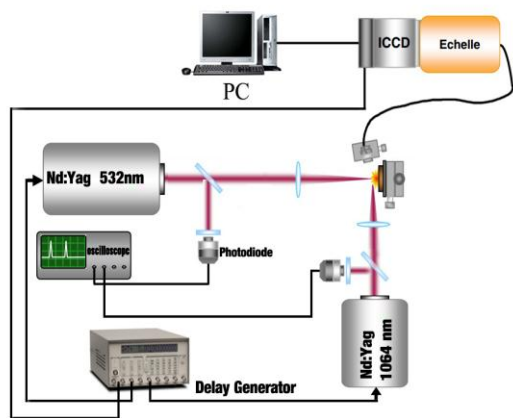 ICCD
Echelle
PC
Nd:Yag 532nm
oscilloscope
Photodiode
Nd:Yag
1064 nm
Delay Generator